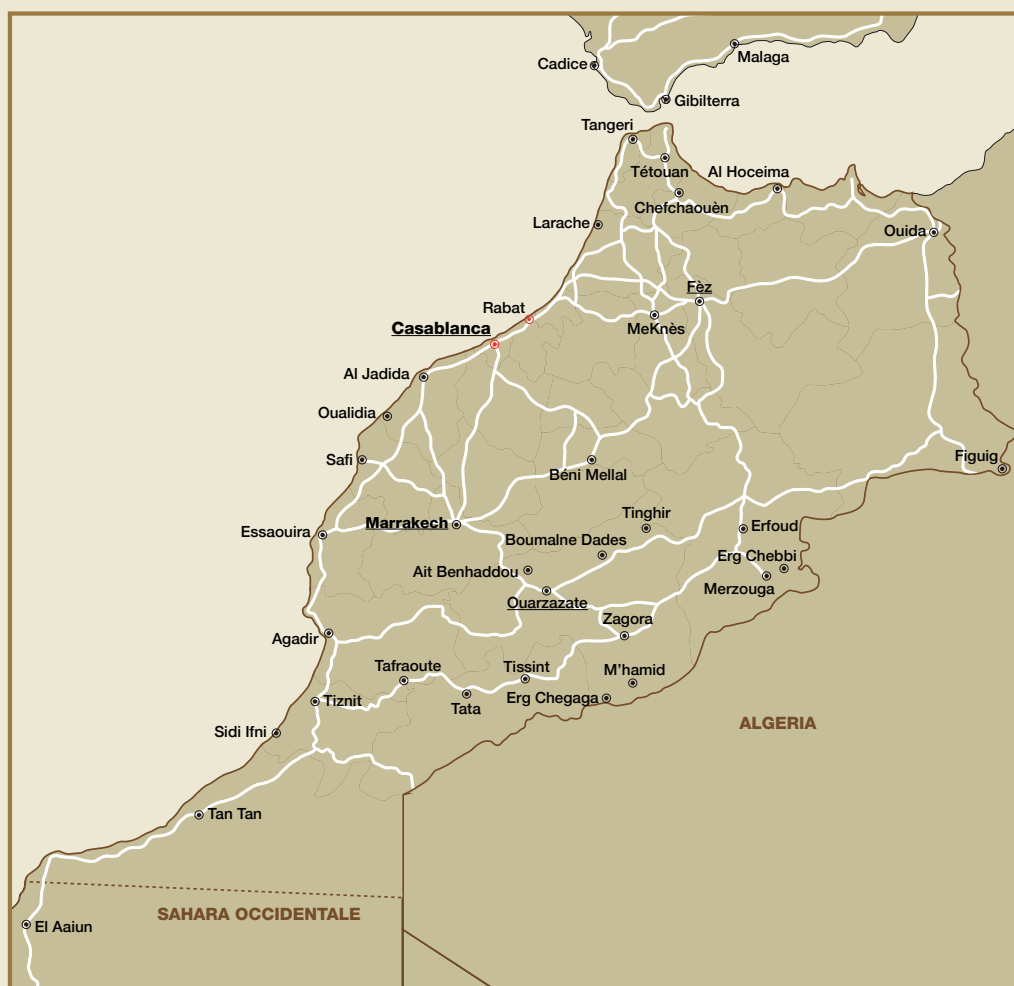 Cadice
Malaga
Gibilterra
Tangeri
Tétouan
Al Hoceima
Chefchaouèn
Larache
Ouida
Fèz
Rabat
MeKnès
Casablanca
Al Jadida
Oualidia
Safi
Figuig
Béni Mellal
Tinghir
Marrakech
Erfoud
Essaouira
Boumalne Dades
Erg Chebbi
Ait Benhaddou
Merzouga
Ouarzazate
Zagora
Agadir
Tafraoute
Tissint
M'hamid
Erg Chegaga
Tiznit
Tata
ALGERIA
Sidi Ifni
Tan Tan
SAHARA OCCIDENTALE
El Aaiun